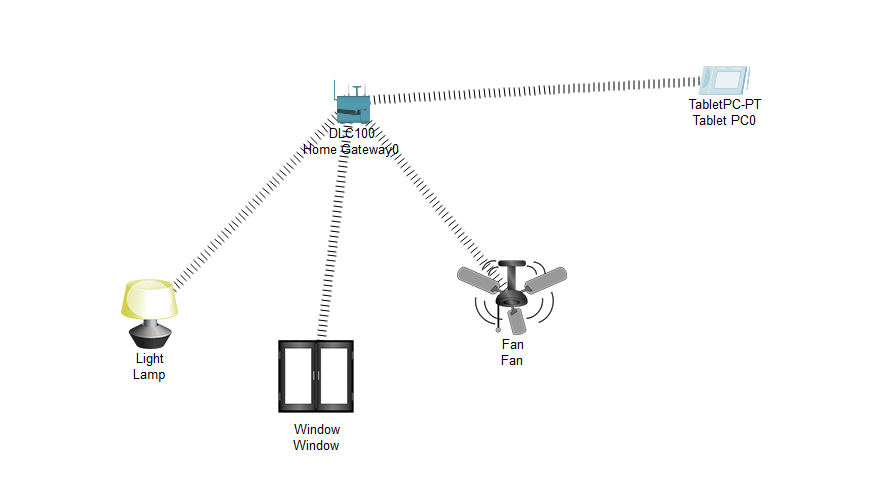 TabletPC-PT
Tablet PC0
DLC100
Home Gateway0
Light
Lamp
Fan
Fan
Window
Window